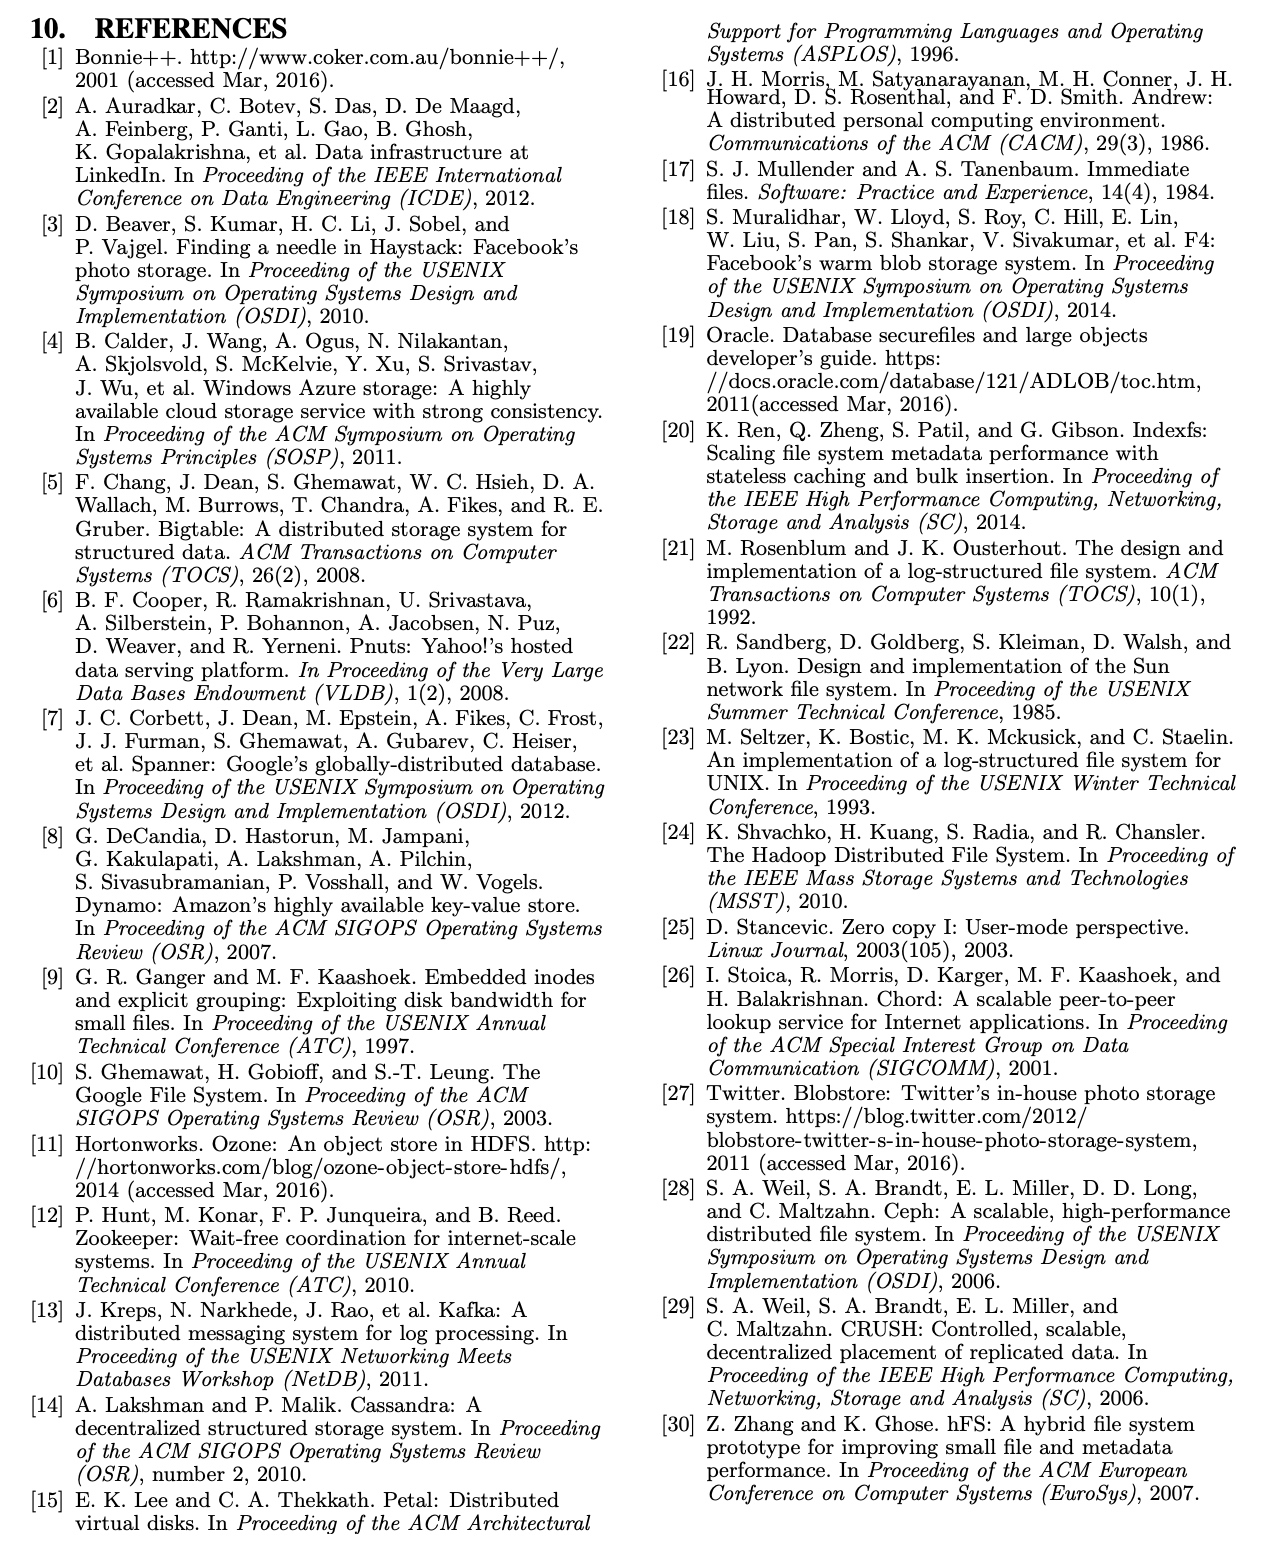 10. REFERENCES
[1] Bonnie++. http://www.coker.com.au/bonnie++/,
2001 (accessed Mar, 2016).
[2] A. Auradkar, C. Botev, S. Das, D. De Maagd,
A. Feinberg, P. Ganti, L. Gao, B. Ghosh,
K. Gopalakrishna, et al. Data infrastructure at
LinkedIn. In Proceeding of the IEEE International
Conference on Data Engineering (ICDE), 2012.
[3] D. Beaver, S. Kumar, H. C. Li, J. Sobel, and
P. Vajgel. Finding a needle in Haystack: Facebook's
photo storage. In Proceeding of the USENIX
Symposium on Operating Systems Design and
Implementation (OSDI), 2010.
[4] B. Calder, J. Wang, A. Ogus, N. Nilakantan,
A. Skjolsvold, S. McKelvie, Y. Xu, S. Srivastav,
J. Wu, et al. Windows Azure storage: A highly
available cloud storage service with strong consistency.
In Proceeding of the ACM Symposium on Operating
Systems Principles (SOSP), 2011.
[5] F. Chang, J. Dean, S. Ghemawat, W. C. Hsieh, D. A.
Wallach, M. Burrows, T. Chandra, A. Fikes, and R. E.
Gruber. Bigtable: A distributed storage system for
structured data. ACM Transactions on Computer
Systems (TOCS), 26(2), 2008.
[6] B. F. Cooper, R. Ramakrishnan, U. Srivastava,
A. Silberstein, P. Bohannon, A. Jacobsen, N. Puz,
D. Weaver, and R. Yerneni. Pnuts: Yahoo!'s hosted
data serving platform. In Proceeding of the Very Large
Data Bases Endowment (VLDB), 1(2), 2008.
[7] J. C. Corbett, J. Dean, M. Epstein, A. Fikes, C. Frost,
J. J. Furman, S. Ghemawat, A. Gubarev, C. Heiser,
et al. Spanner: Google's globally-distributed database.
In Proceeding of the USENIX Symposium on Operating
Systems Design and Implementation (OSDI), 2012.
[8] G. DeCandia, D. Hastorun, M. Jampani,
G. Kakulapati, A. Lakshman, A. Pilchin,
S. Sivasubramanian, P. Vosshall, and W. Vogels.
Dynamo: Amazon's highly available key-value store.
In Proceeding of the ACM SIGOPS Operating Systems
Review (OSR), 2007.
[9] G. R. Ganger and M. F. Kaashoek. Embedded inodes
and explicit grouping: Exploiting disk bandwidth for
small files. In Proceeding of the USENIX Annual
Technical Conference (ATC), 1997.
[10] S. Ghemawat, H. Gobioff, and S.-T. Leung. The
Google File System. In Proceeding of the ACM
SIGOPS Operating Systems Review (OSR), 2003.
[11] Hortonworks. Ozone: An object store in HDFS. http:
//hortonworks.com/blog/ozone-object-store-hdfs/,
2014 (accessed Mar, 2016).
[12] P. Hunt, M. Konar, F. P. Junqueira, and B. Reed.
Zookeeper: Wait-free coordination for internet-scale
systems. In Proceeding of the USENIX Annual
Technical Conference (ATC), 2010.
[13] J. Kreps, N. Narkhede, J. Rao, et al. Kafka: A
distributed messaging system for log processing. In
Proceeding of the USENIX Networking Meets
Databases Workshop (NetDB), 2011.
[14] A. Lakshman and P. Malik. Cassandra: A
decentralized structured storage system. In Proceeding
of the ACM SIGOPS Operating Systems Review
(OSR), number 2, 2010.
[15] E. K. Lee and C. A. Thekkath. Petal: Distributed
virtual disks. In Proceeding of the ACM Architectural
Support for Programming Languages and Operating
Systems (ASPLOS), 1996.
[16] J. H. Morris, M. Satyanarayanan, M. H. Conner, J. H.
Howard, D. S. Rosenthal, and F. D. Smith. Andrew:
A distributed personal computing environment.
Communications of the ACM (CACM), 29(3), 1986.
[17] S. J. Mullender and A. S. Tanenbaum. Immediate
files. Software: Practice and Experience, 14(4), 1984.
[18] S. Muralidhar, W. Lloyd, S. Roy, C. Hill, E. Lin,
W. Liu, S. Pan, S. Shankar, V. Sivakumar, et al. F4:
Facebook's warm blob storage system. In Proceeding
of the USENIX Symposium on Operating Systems
Design and Implementation (OSDI), 2014.
[19] Oracle. Database securefiles and large objects
developer's guide. https:
//docs.oracle.com/database/121/ADLOB/toc.htm,
2011(accessed Mar, 2016).
[20] K. Ren, Q. Zheng, S. Patil, and G. Gibson. Indexfs:
Scaling file system metadata performance with
stateless caching and bulk insertion. In Proceeding of
the IEEE High Performance Computing, Networking,
Storage and Analysis (SC), 2014.
[21] M. Rosenblum and J. K. Ousterhout. The design and
implementation of a log-structured file system. ACM
Transactions on Computer Systems (TOCS), 10(1),
1992.
[22] R. Sandberg, D. Goldberg, S. Kleiman, D. Walsh, and
B. Lyon. Design and implementation of the Sun
network file system. In Proceeding of the USENIX
Summer Technical Conference, 1985.
[23] M. Seltzer, K. Bostic, M. K. Mckusick, and C. Staelin.
An implementation of a log-structured file system for
UNIX. In Proceeding of the USENIX Winter Technical
Conference, 1993.
[24] K. Shvachko, H. Kuang, S. Radia, and R. Chansler.
The Hadoop Distributed File System. In Proceeding of
the IEEE Mass Storage Systems and Technologies
(MSST), 2010.
[25] D. Stancevic. Zero copy I: User-mode perspective.
Linux Journal, 2003(105), 2003.
[26] I. Stoica, R. Morris, D. Karger, M. F. Kaashoek, and
H. Balakrishnan. Chord: A scalable peer-to-peer
lookup service for Internet applications. In Proceeding
of the ACM Special Interest Group on Data
Communication (SIGCOMM), 2001.
[27] Twitter. Blobstore: Twitter's in-house photo storage
system. https://blog.twitter.com/2012/
blobstore-twitter-s-in-house-photo-storage-system,
2011 (accessed Mar, 2016).
[28] S. A. Weil, S. A. Brandt, E. L. Miller, D. D. Long,
and C. Maltzahn. Ceph: A scalable, high-performance
distributed file system. In Proceeding of the USENIX
Symposium on Operating Systems Design and
Implementation (OSDI), 2006.
[29] S. A. Weil, S. A. Brandt, E. L. Miller, and
C. Maltzahn. CRUSH: Controlled, scalable,
decentralized placement of replicated data. In
Proceeding of the IEEE High Performance Computing,
Networking, Storage and Analysis (SC), 2006.
[30] Z. Zhang and K. Ghose. hFS: A hybrid file system
prototype for improving small file and metadata
performance. In Proceeding of the ACM European
Conference on Computer Systems (EuroSys), 2007.